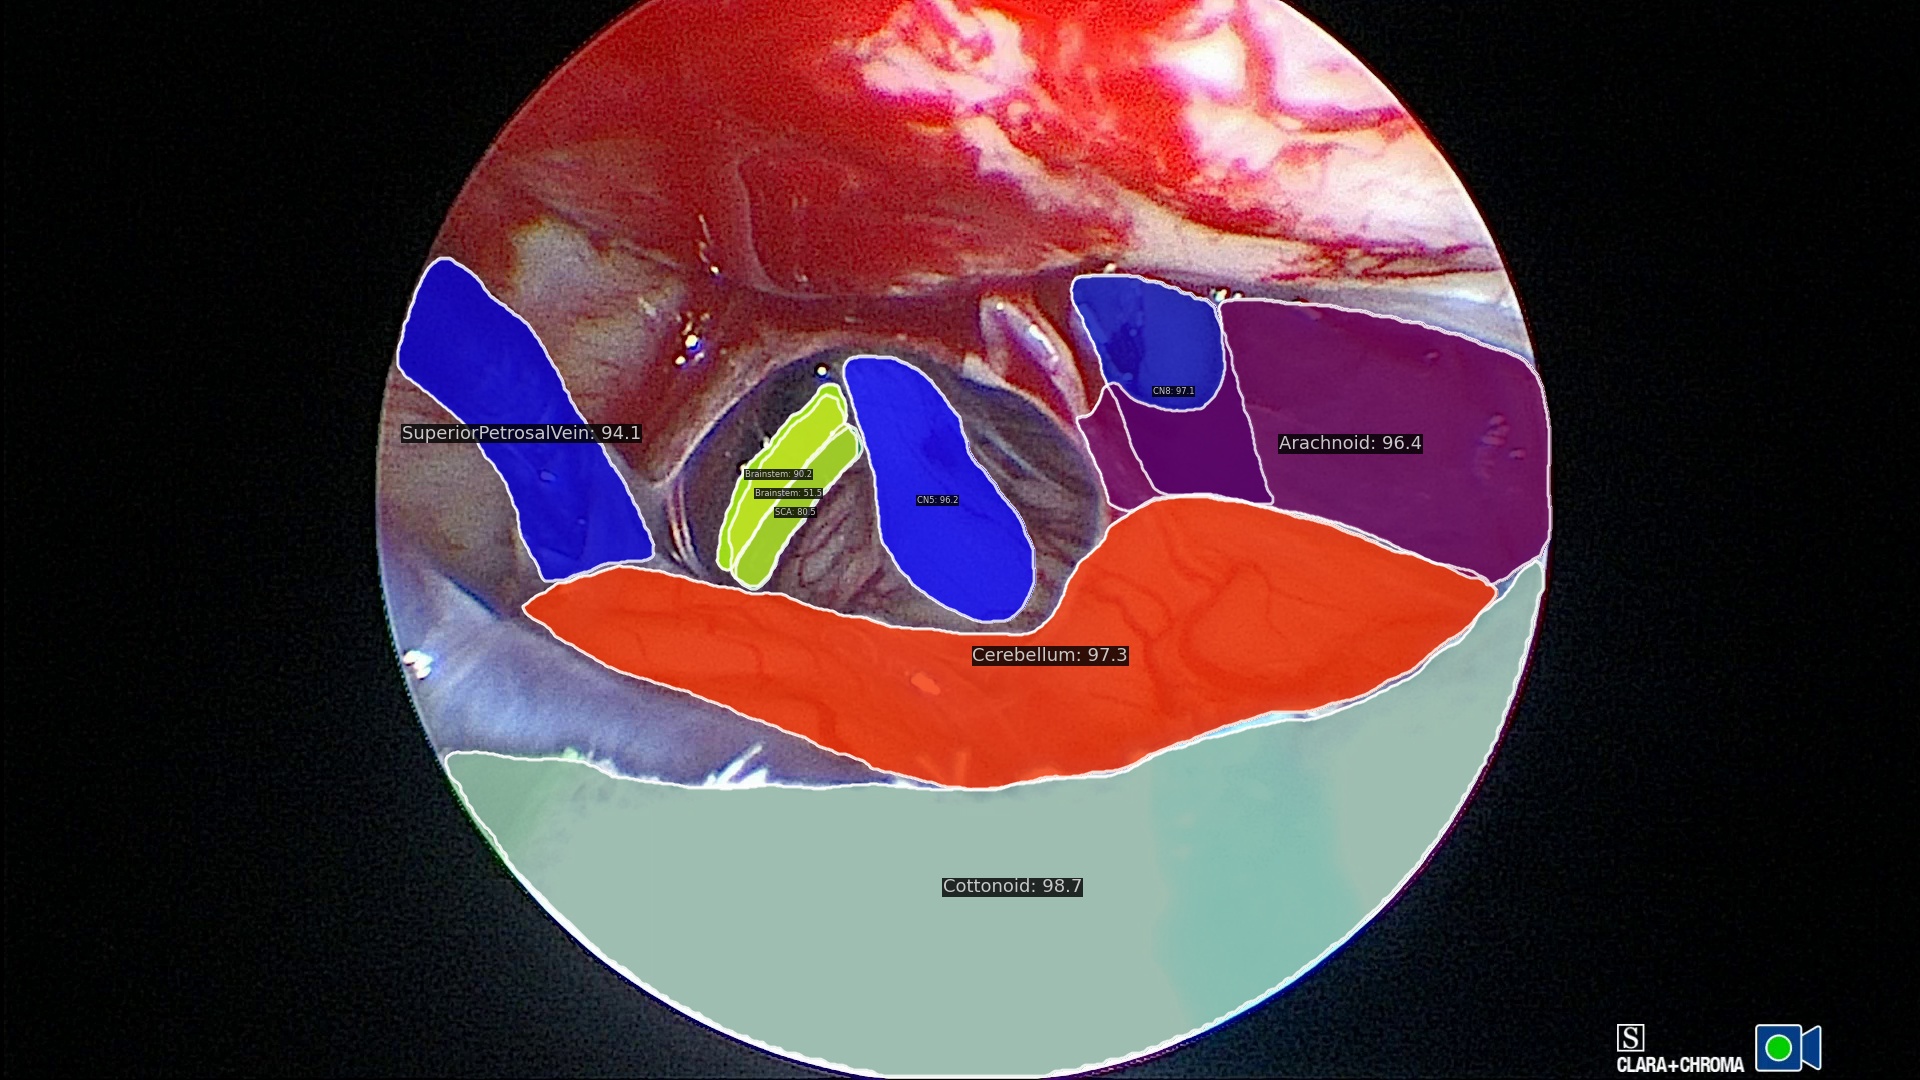 CN8: 97.1
SuperiorPetrosalVein: 94.1
Arachnoid: 96.4
Brainstem: 90.2
Brainstem: 51.5
CN5: 96.2
SCA: 80.5
Cerebellum: 97.3
Cottonoid: 98.7
S
CLARA+CHROMA